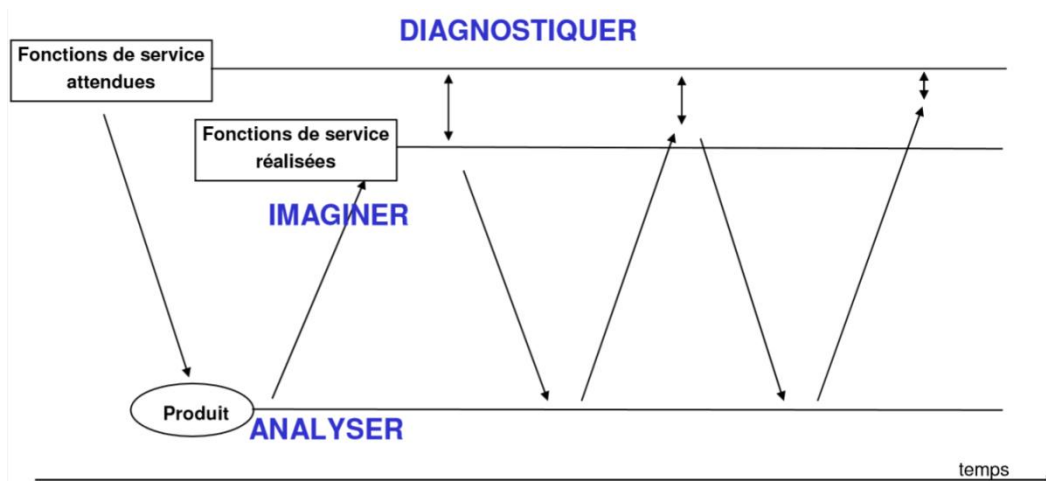 DIAGNOSTIQUER
Fonctions de service
attendues
Fonctions de service
réalisées
IMAGINER
Produit
ANALYSER
temps